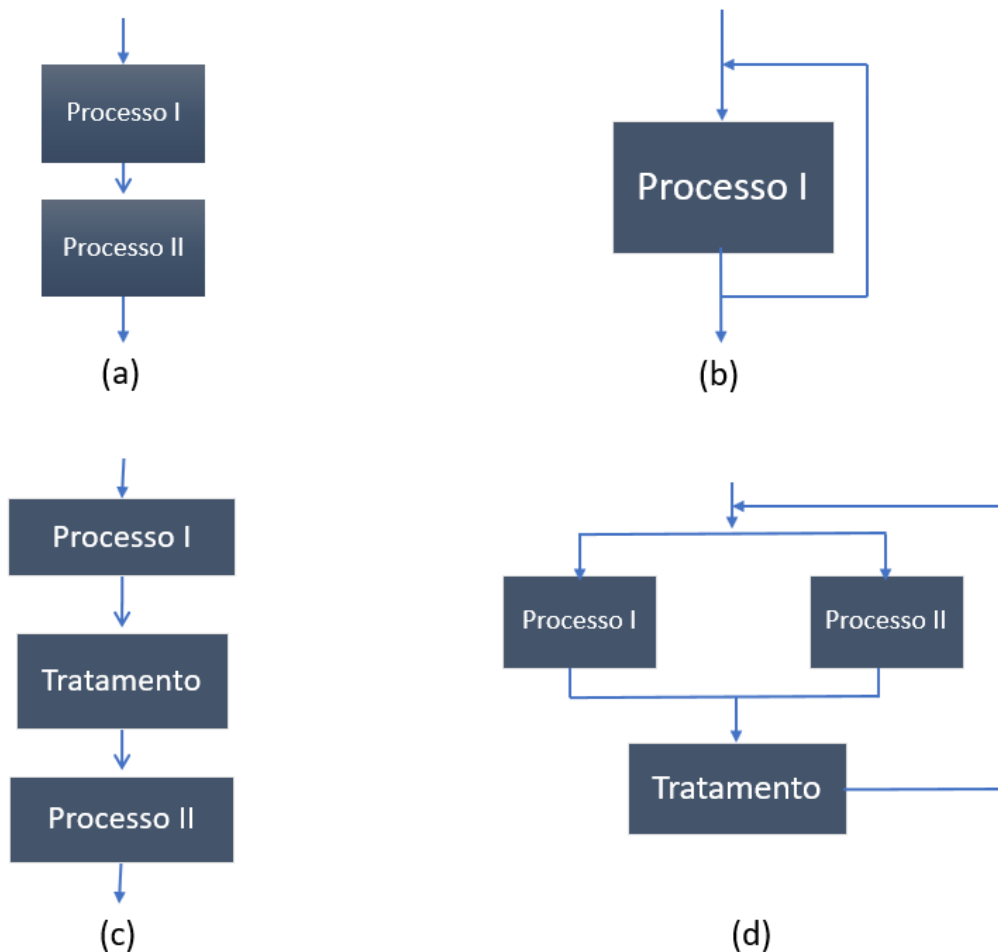 Processo I
Processo II
(a)
Processo I
(b)
Processo I
Tratamento
Processo II
(c)
Processo I
Processo II
Tratamento
(d)